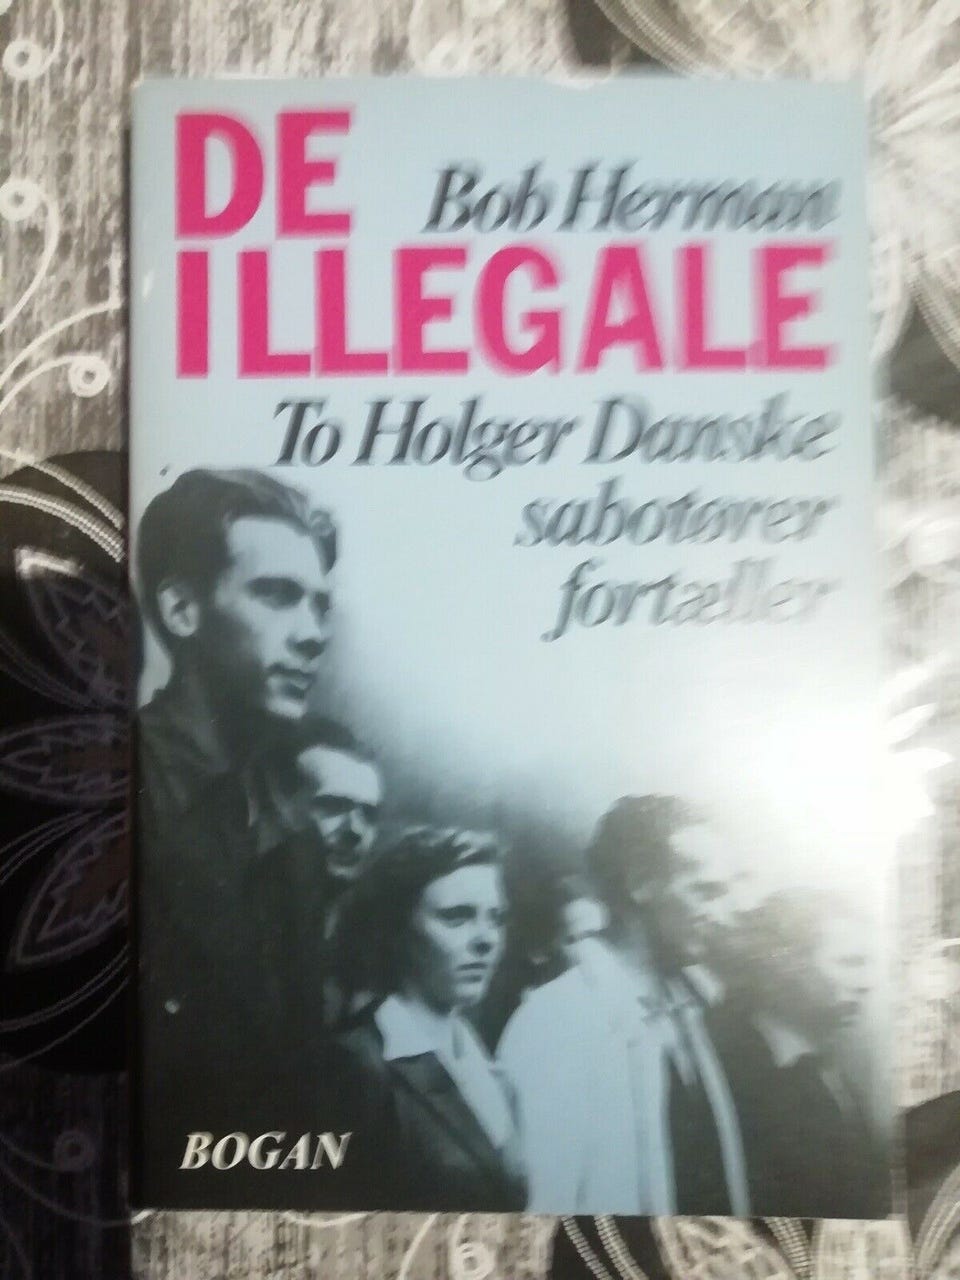 DE
Bob Herman
ILLEGALE
To Holger Danske
sabotører
fortæller
BOGAN